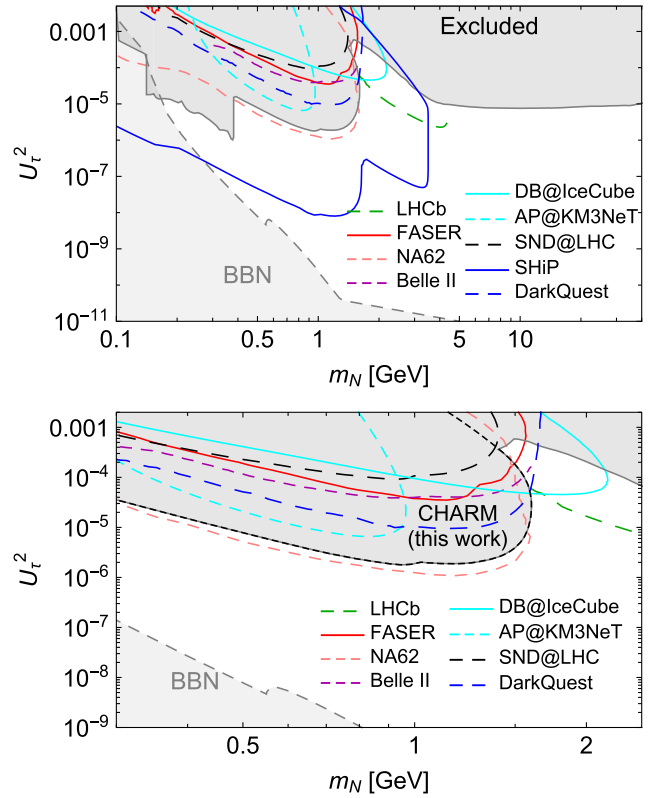 Excluded
0.001
10⁻⁵
10⁻⁷
10⁻⁹
10⁻¹¹
U_τ²
BBN
LHCb
FASER
NA62
Belle II
DB@IceCube
AP@KM3NeT
SND@LHC
SHiP
DarkQuest
0.1
0.5
1
5
10
m_N [GeV]
0.001
10⁻⁴
10⁻⁵
10⁻⁶
10⁻⁷
10⁻⁸
10⁻⁹
U_τ²
CHARM
(this work)
BBN
LHCb
FASER
NA62
Belle II
DB@IceCube
AP@KM3NeT
SND@LHC
DarkQuest
0.5
1
2
m_N [GeV]